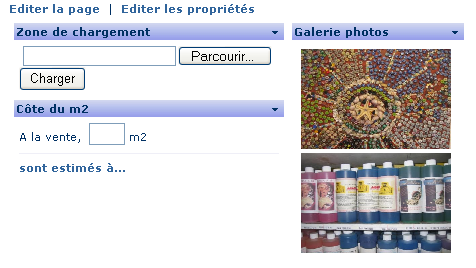 Editer la page | Editer les propriétés
Zone de chargement
Parcourir...
Charger
Côte du m2
A la vente, m2
sont estimés à...
Galerie photos